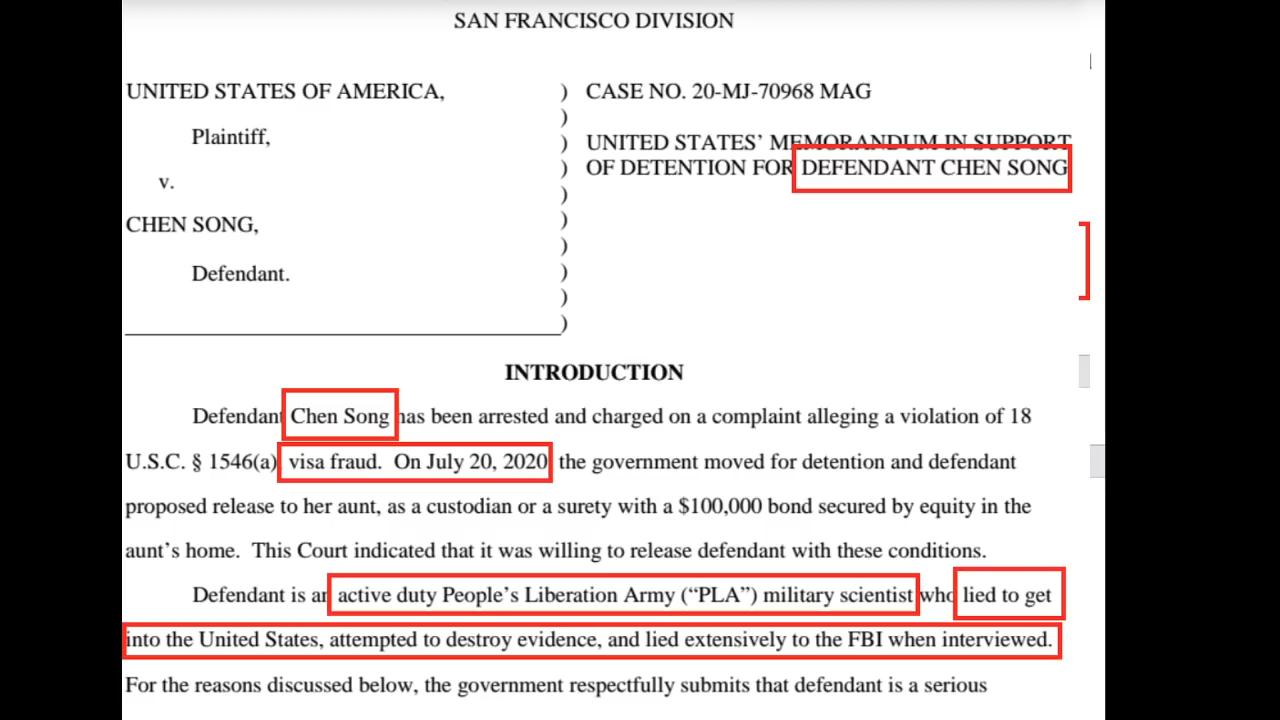 SAN FRANCISCO DIVISION
UNITED STATES OF AMERICA,
Plaintiff,
v.
CHEN SONG,
Defendant.
)
)
)
)
)
)
)
)
)
)
CASE NO. 20-MJ-70968 MAG
UNITED STATES’ MEMORANDUM IN SUPPORT
OF DETENTION FOR DEFENDANT CHEN SONG
INTRODUCTION
Defendant Chen Song has been arrested and charged on a complaint alleging a violation of 18
U.S.C. § 1546(a) visa fraud. On July 20, 2020 the government moved for detention and defendant
proposed release to her aunt, as a custodian or a surety with a $100,000 bond secured by equity in the
aunt’s home. This Court indicated that it was willing to release defendant with these conditions.
Defendant is an active duty People’s Liberation Army (“PLA”) military scientist who lied to get
into the United States, attempted to destroy evidence, and lied extensively to the FBI when interviewed.
For the reasons discussed below, the government respectfully submits that defendant is a serious